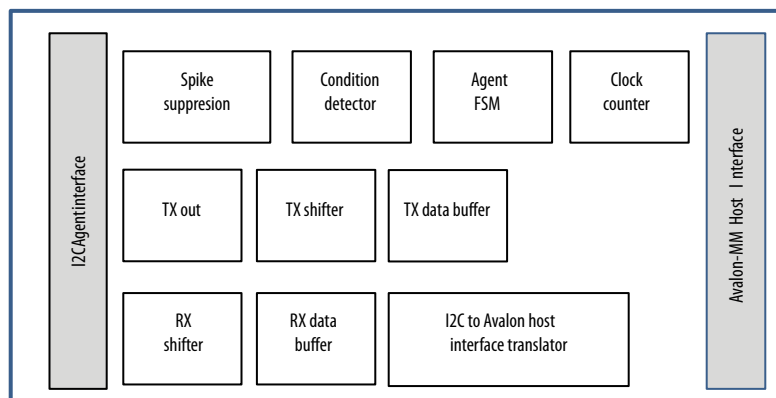 I2CAgentinterface
Spike
suppresion
Condition
detector
Agent
FSM
Clock
counter
TX out
TX shifter
TX data buffer
RX
shifter
RX data
buffer
I2C to Avalon host
interface translator
Avalon-MM Host I nterface